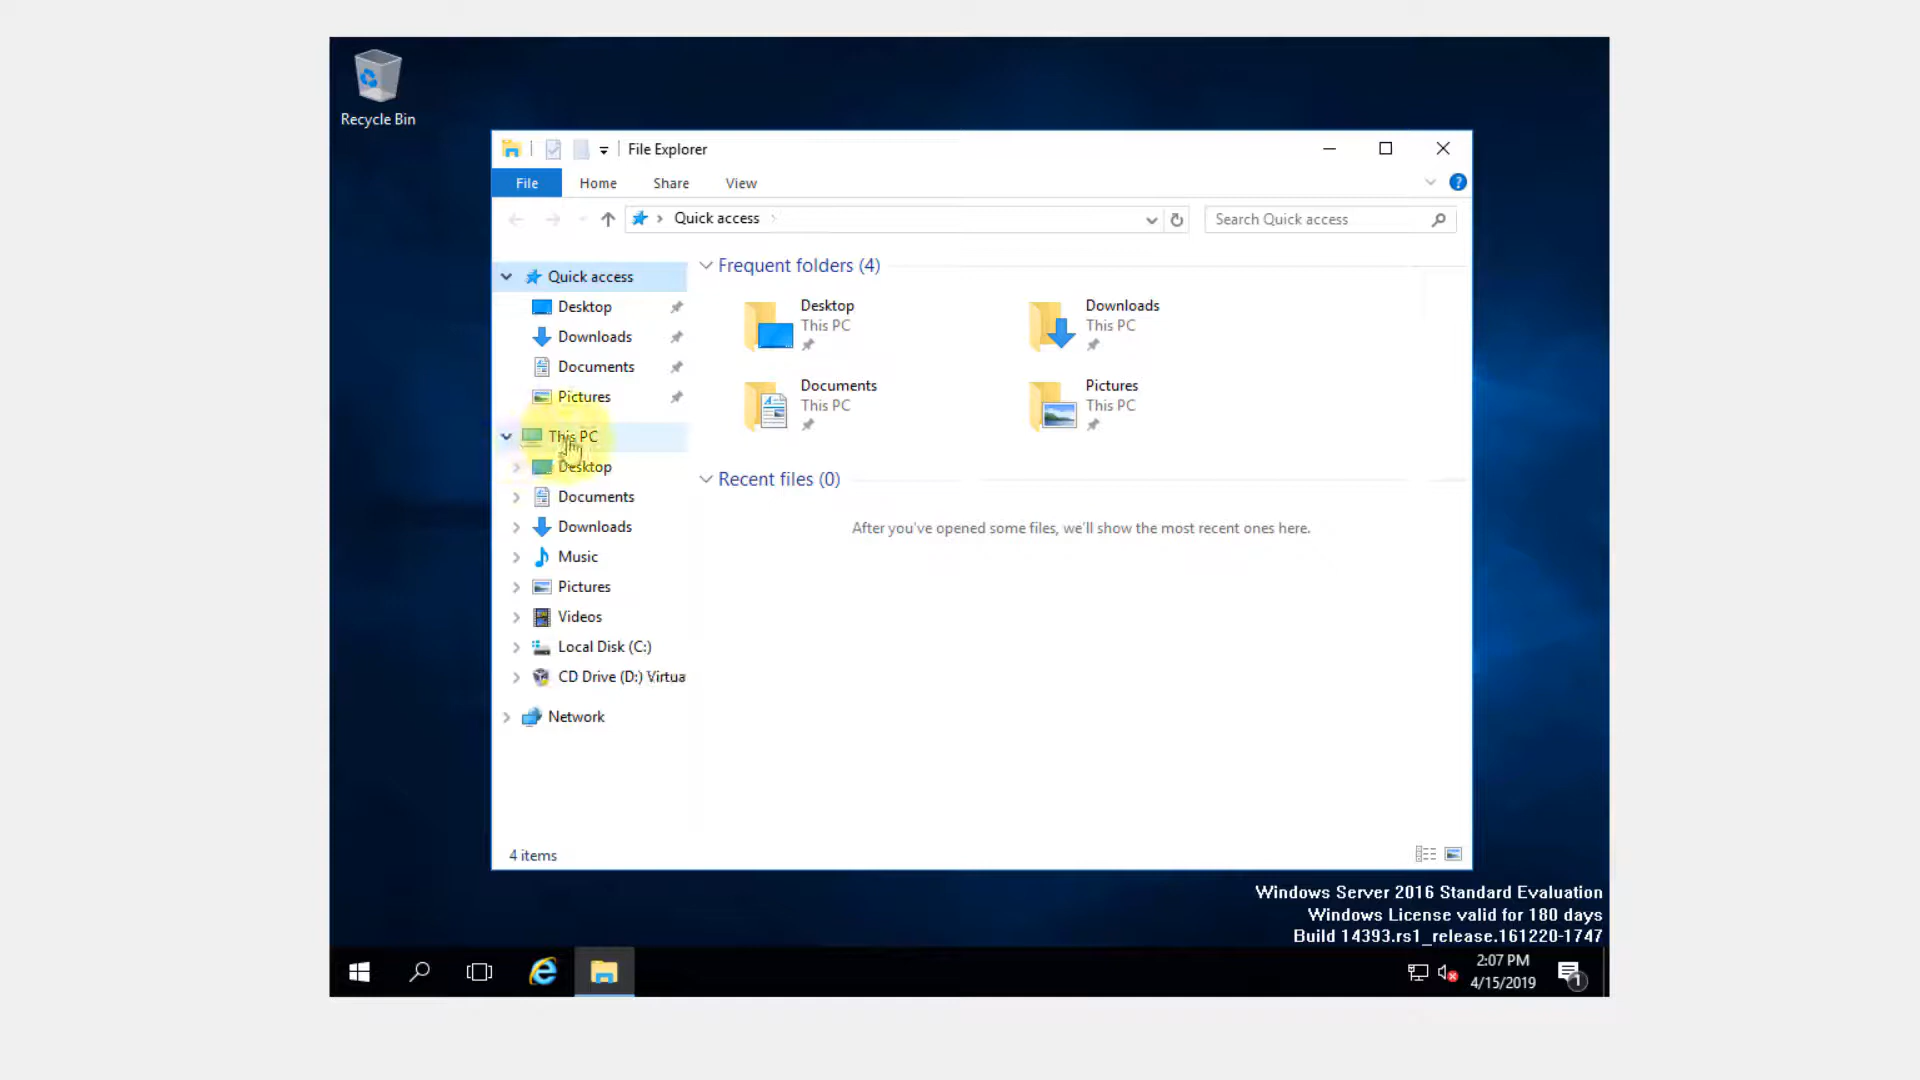 Recycle Bin
File Explorer
File Home Share View
Quick access
Search Quick access
Quick access
Desktop
Downloads
Documents
Pictures
This PC
Desktop
Documents
Downloads
Music
Pictures
Videos
Local Disk (C:)
CD Drive (D:) Virtua
Network
Frequent folders (4)
Desktop
This PC
Downloads
This PC
Documents
This PC
Pictures
This PC
Recent files (0)
After you've opened some files, we'll show the most recent ones here.
4 items
Windows Server 2016 Standard Evaluation
Windows License valid for 180 days
Build 14393.rs1_release.161220-1747
2:07 PM
4/15/2019
1